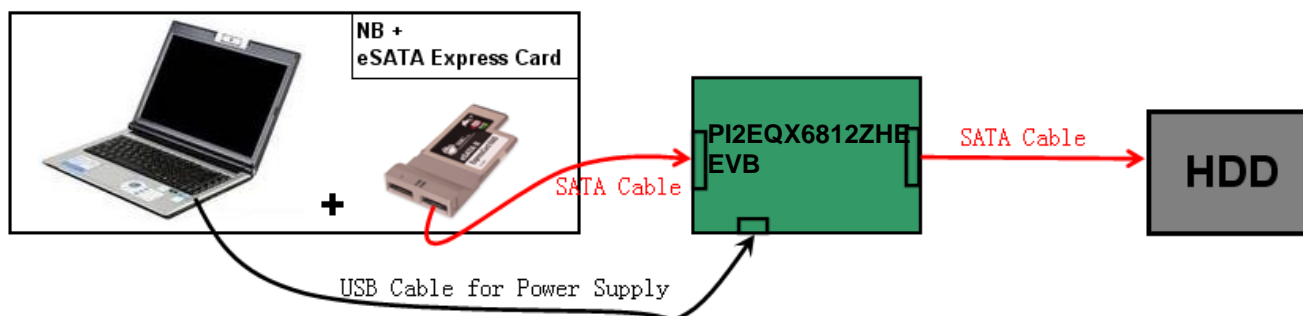 NB +
eSATA Express Card
PI2EQX6812ZHE
EVB
SATA Cable
SATA Cable
HDD
+
USB Cable for Power Supply